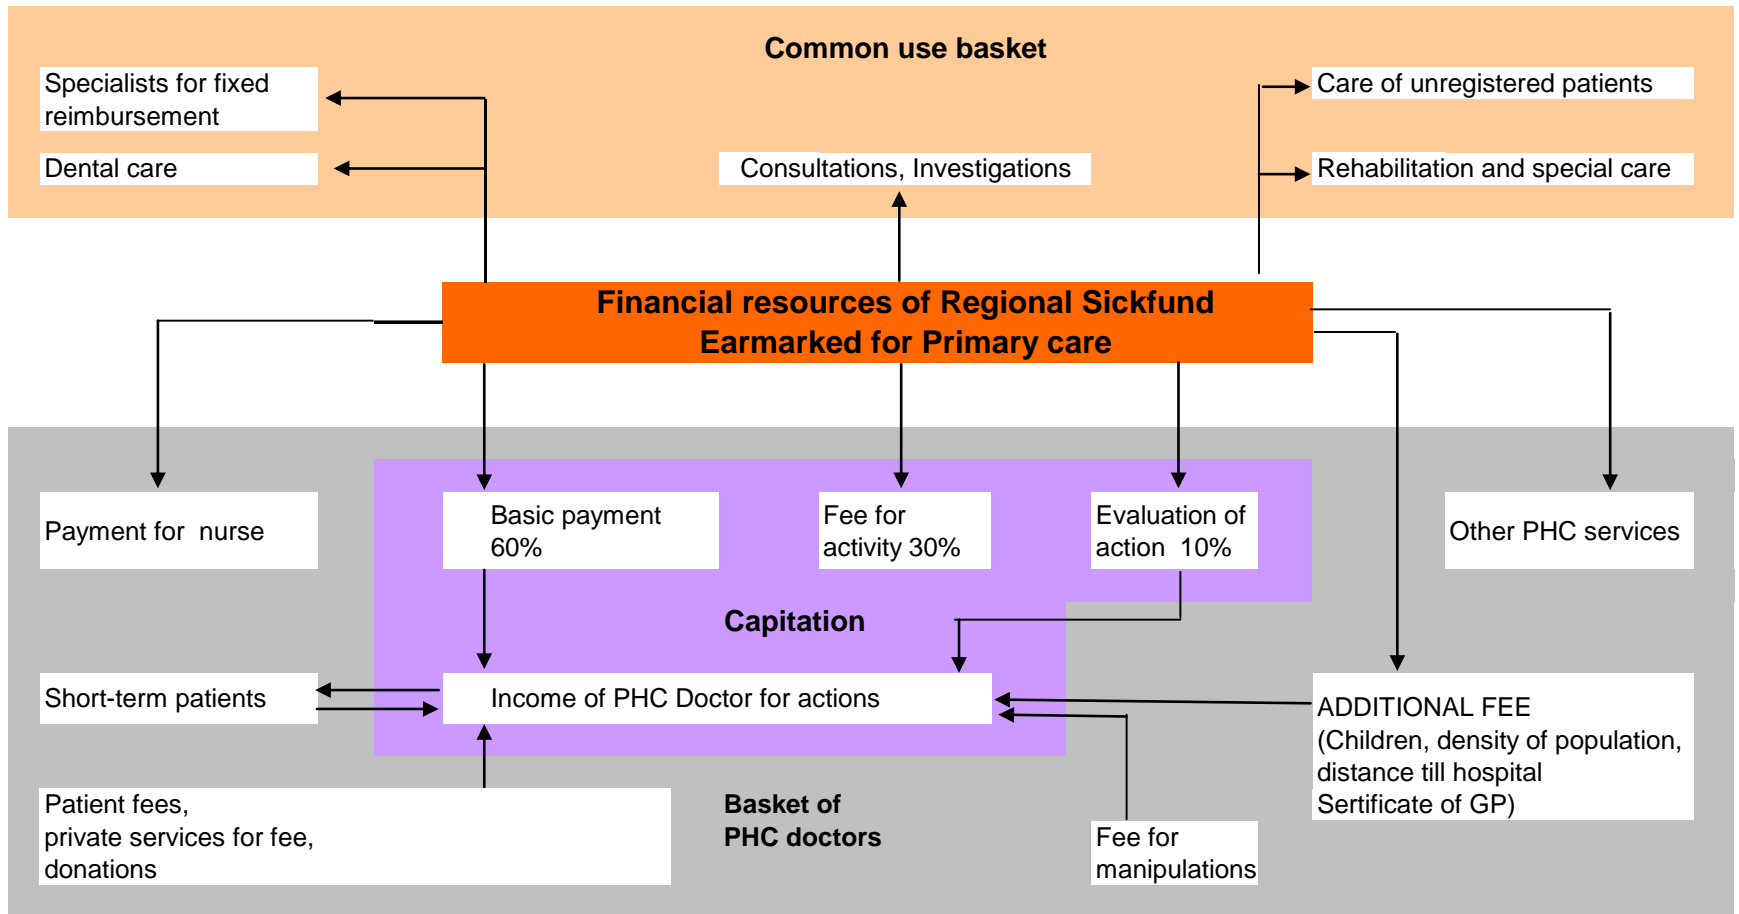 Common use basket
Specialists for fixed
reimbursement
Care of unregistered patients
Dental care
Consultations, Investigations
Rehabilitation and special care
Financial resources of Regional Sickfund
Earmarked for Primary care
Payment for nurse
Basic payment
60%
Fee for
activity 30%
Evaluation of
action 10%
Other PHC services
Capitation
Short-term patients
Income of PHC Doctor for actions
ADDITIONAL FEE
(Children, density of population,
distance till hospital
Sertificate of GP)
Patient fees,
private services for fee,
donations
Basket of
PHC doctors
Fee for
manipulations